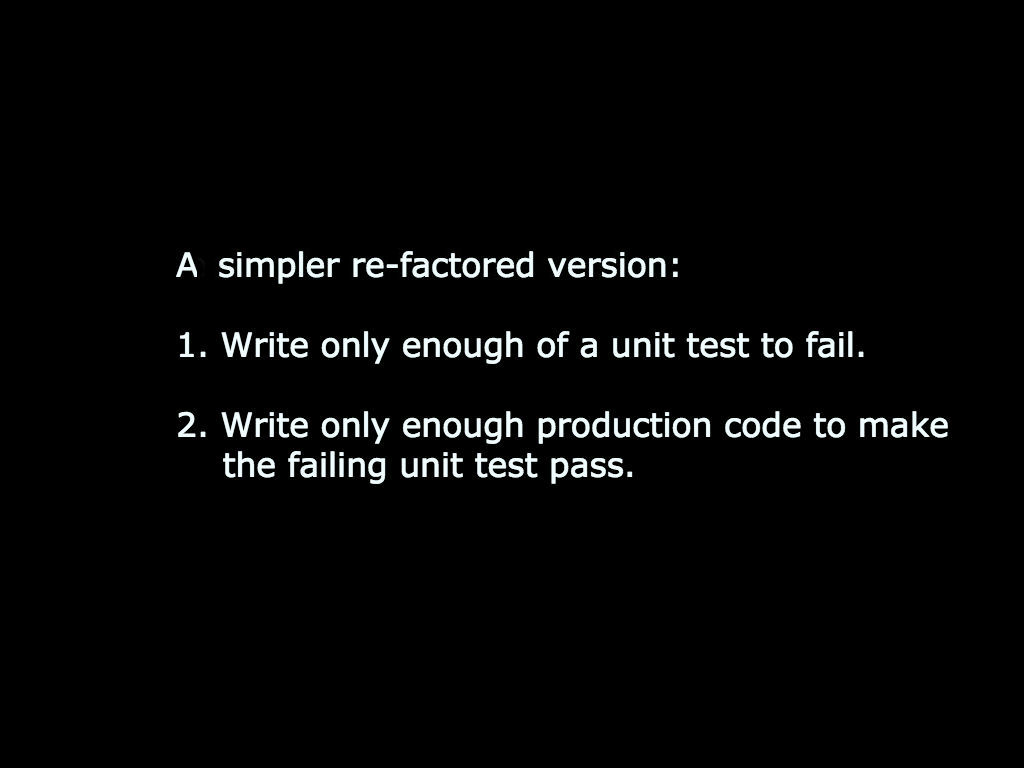 A simpler re-factored version:
1. Write only enough of a unit test to fail.
2. Write only enough production code to make
the failing unit test pass.